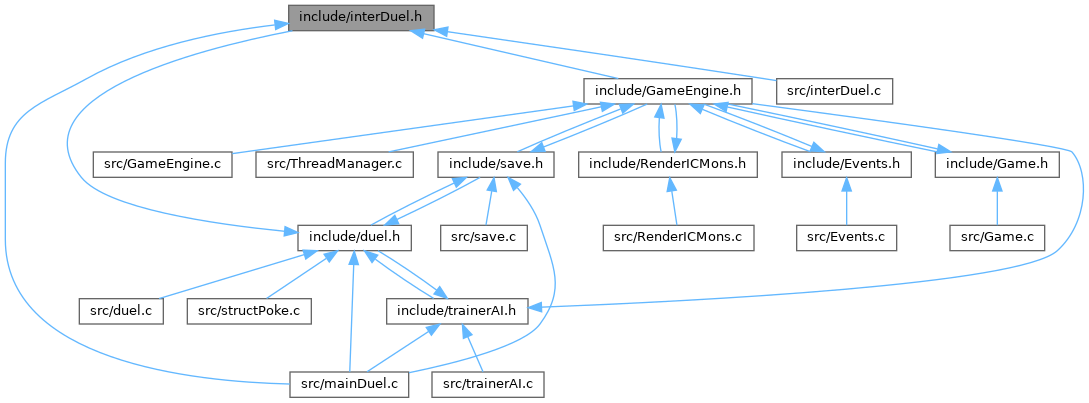 include/interDuel.h
include/GameEngine.h
src/interDuel.c
src/GameEngine.c
src/ThreadManager.c
include/save.h
include/RenderICMons.h
include/Events.h
include/Game.h
include/duel.h
src/save.c
src/RenderICMons.c
src/Events.c
src/Game.c
src/duel.c
src/structPoke.c
include/trainerAI.h
src/mainDuel.c
src/trainerAI.c